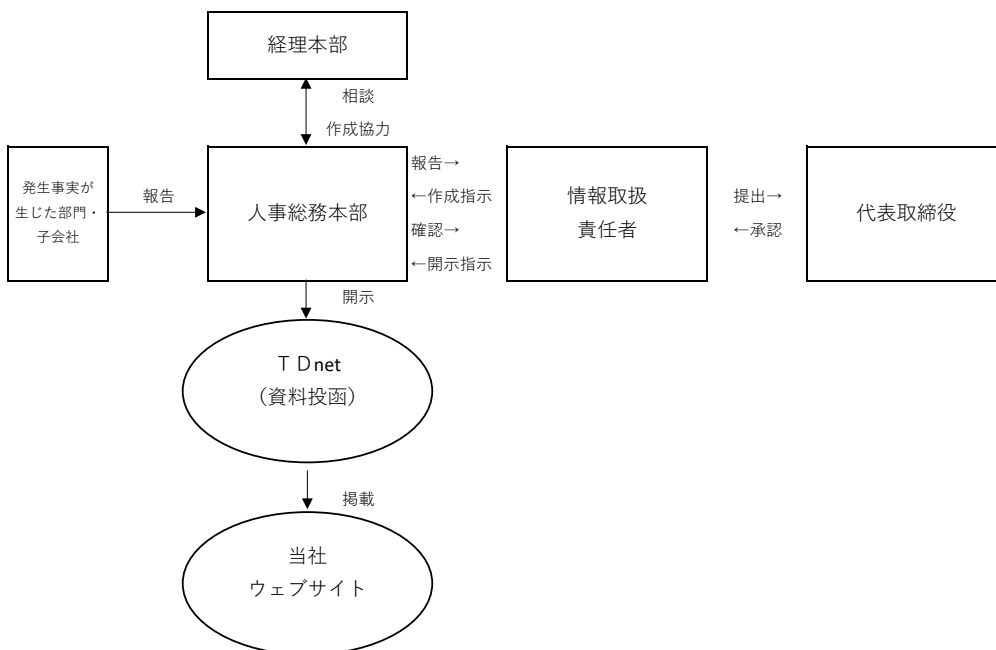 経理本部
相談
作成協力
発生事実が
生じた部門・
子会社
報告
人事総務本部
報告→
←作成指示
確認→
←開示指示
情報取扱
責任者
提出→
←承認
代表取締役
開示
ＴＤnet
（資料投函）
掲載
当社
ウェブサイト